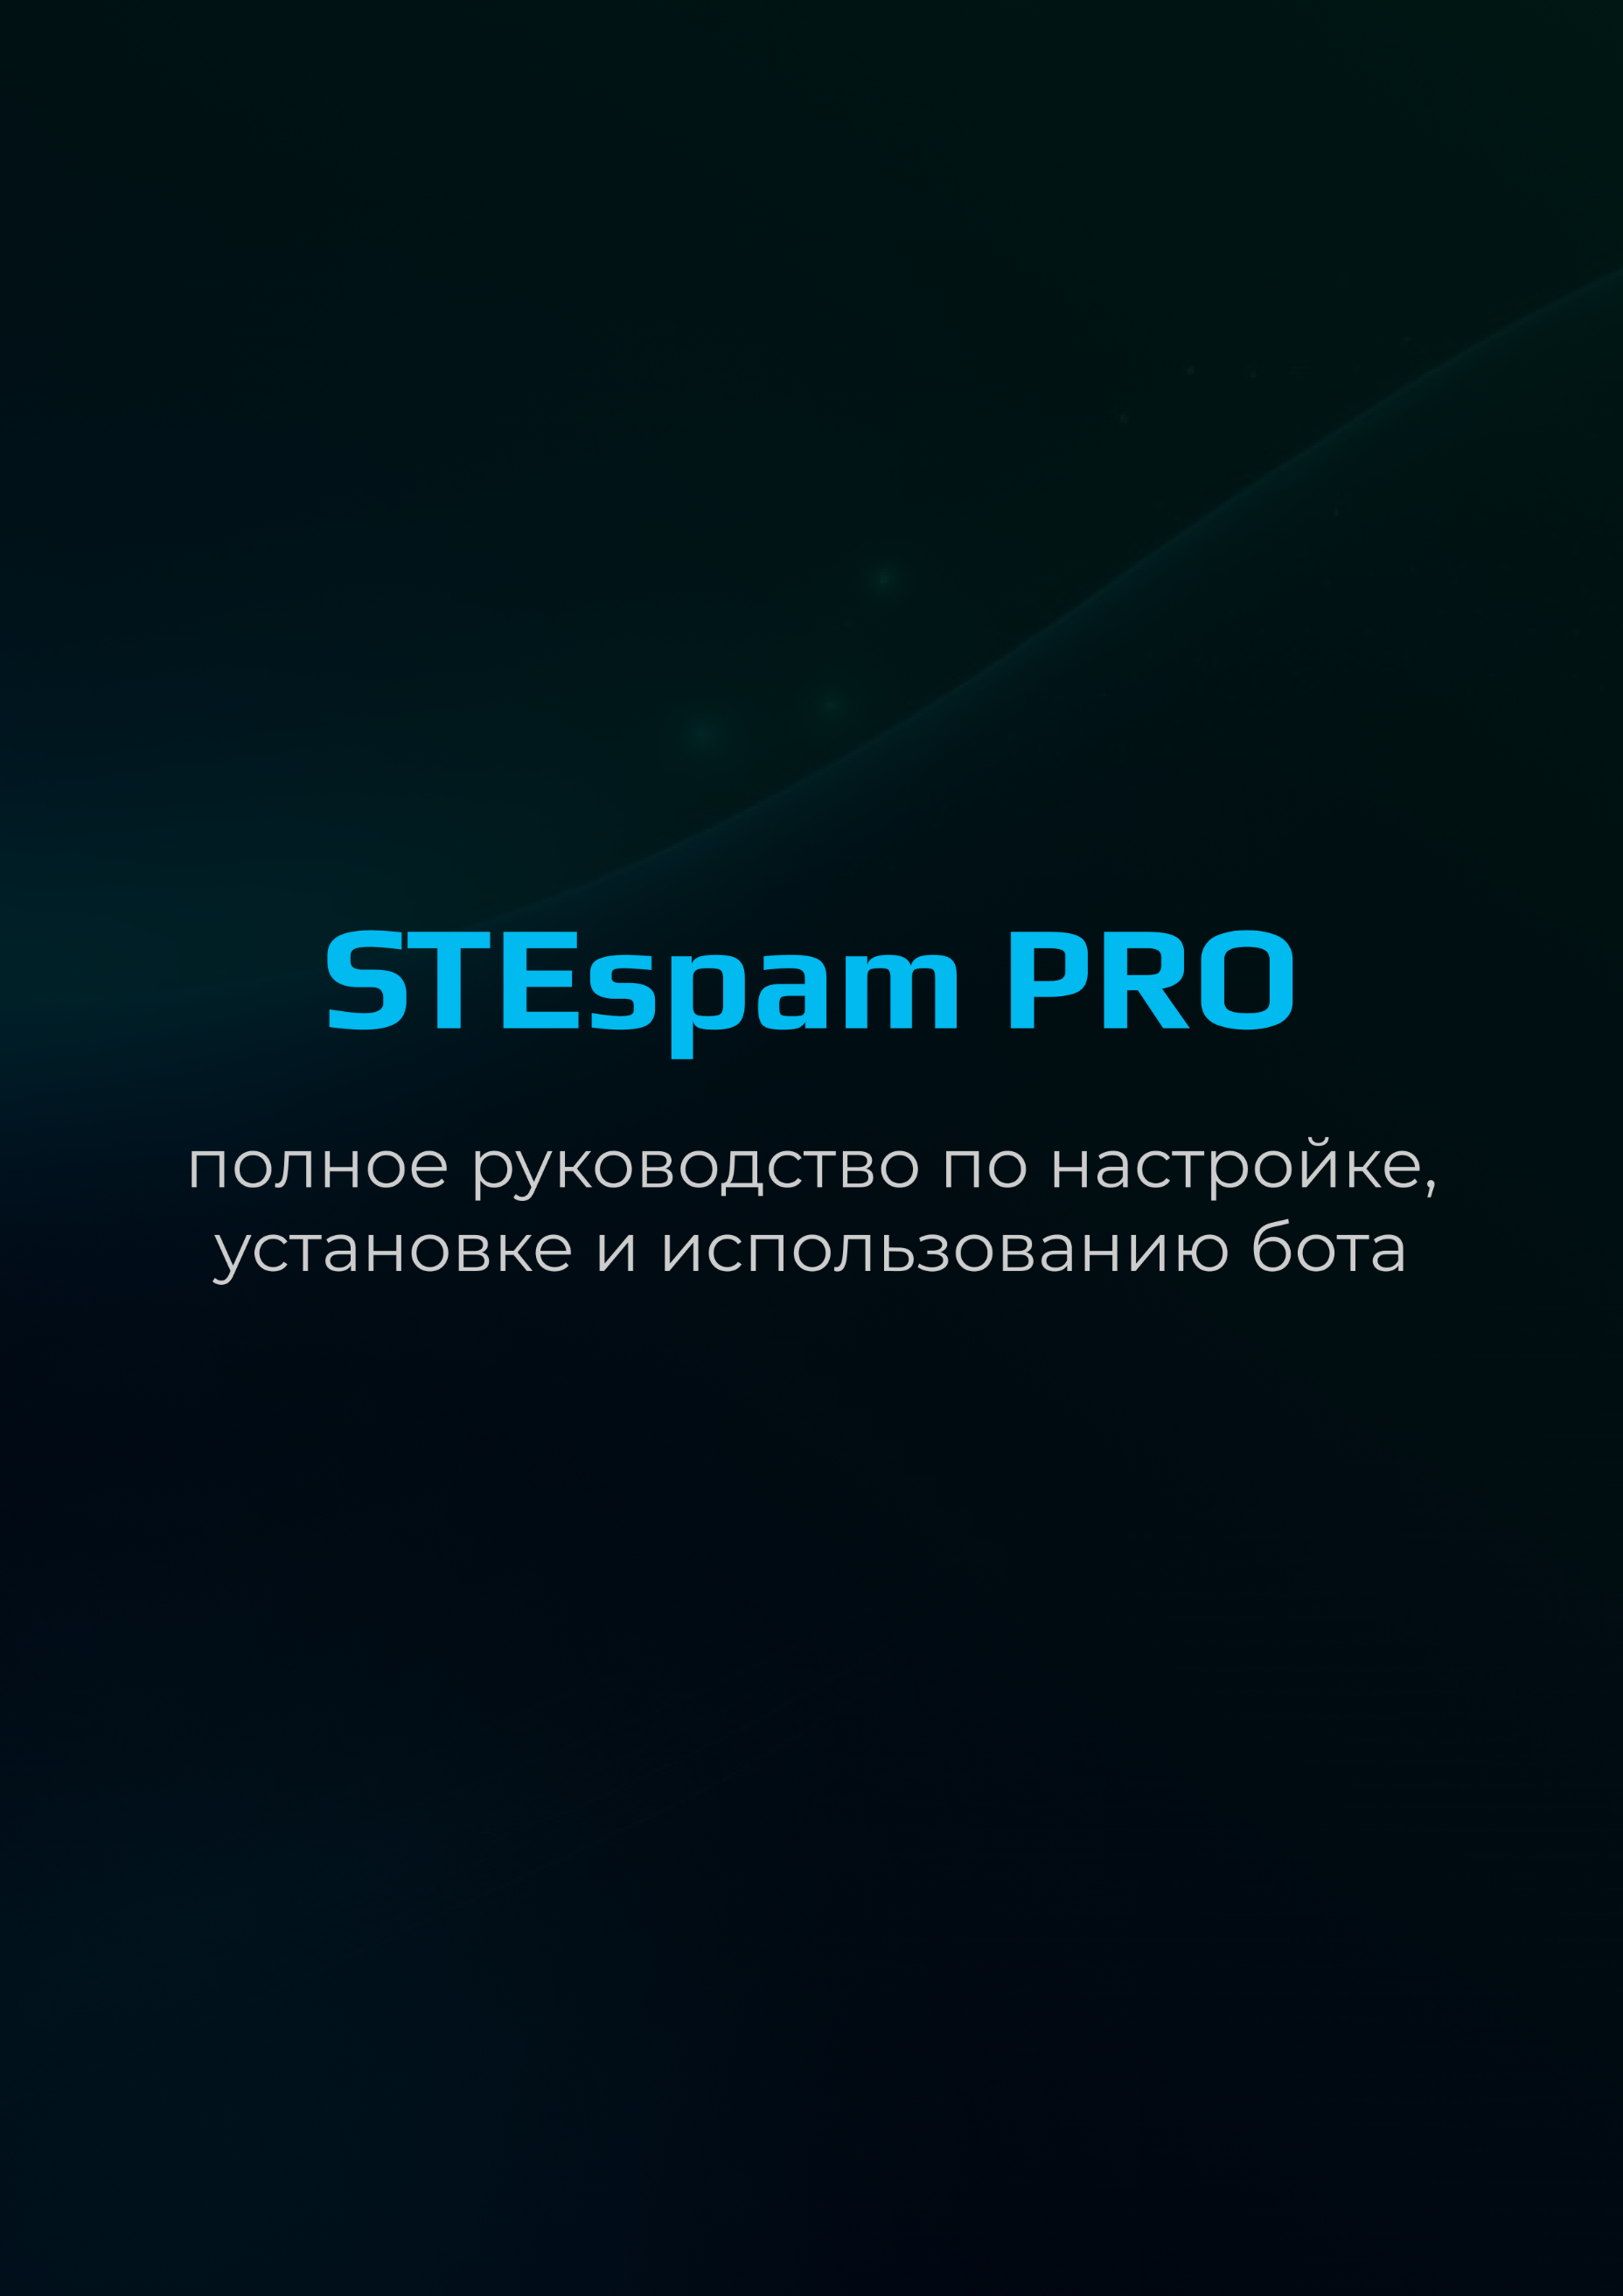 STEspam PRO
полное руководство по настройке,
установке и использованию бота